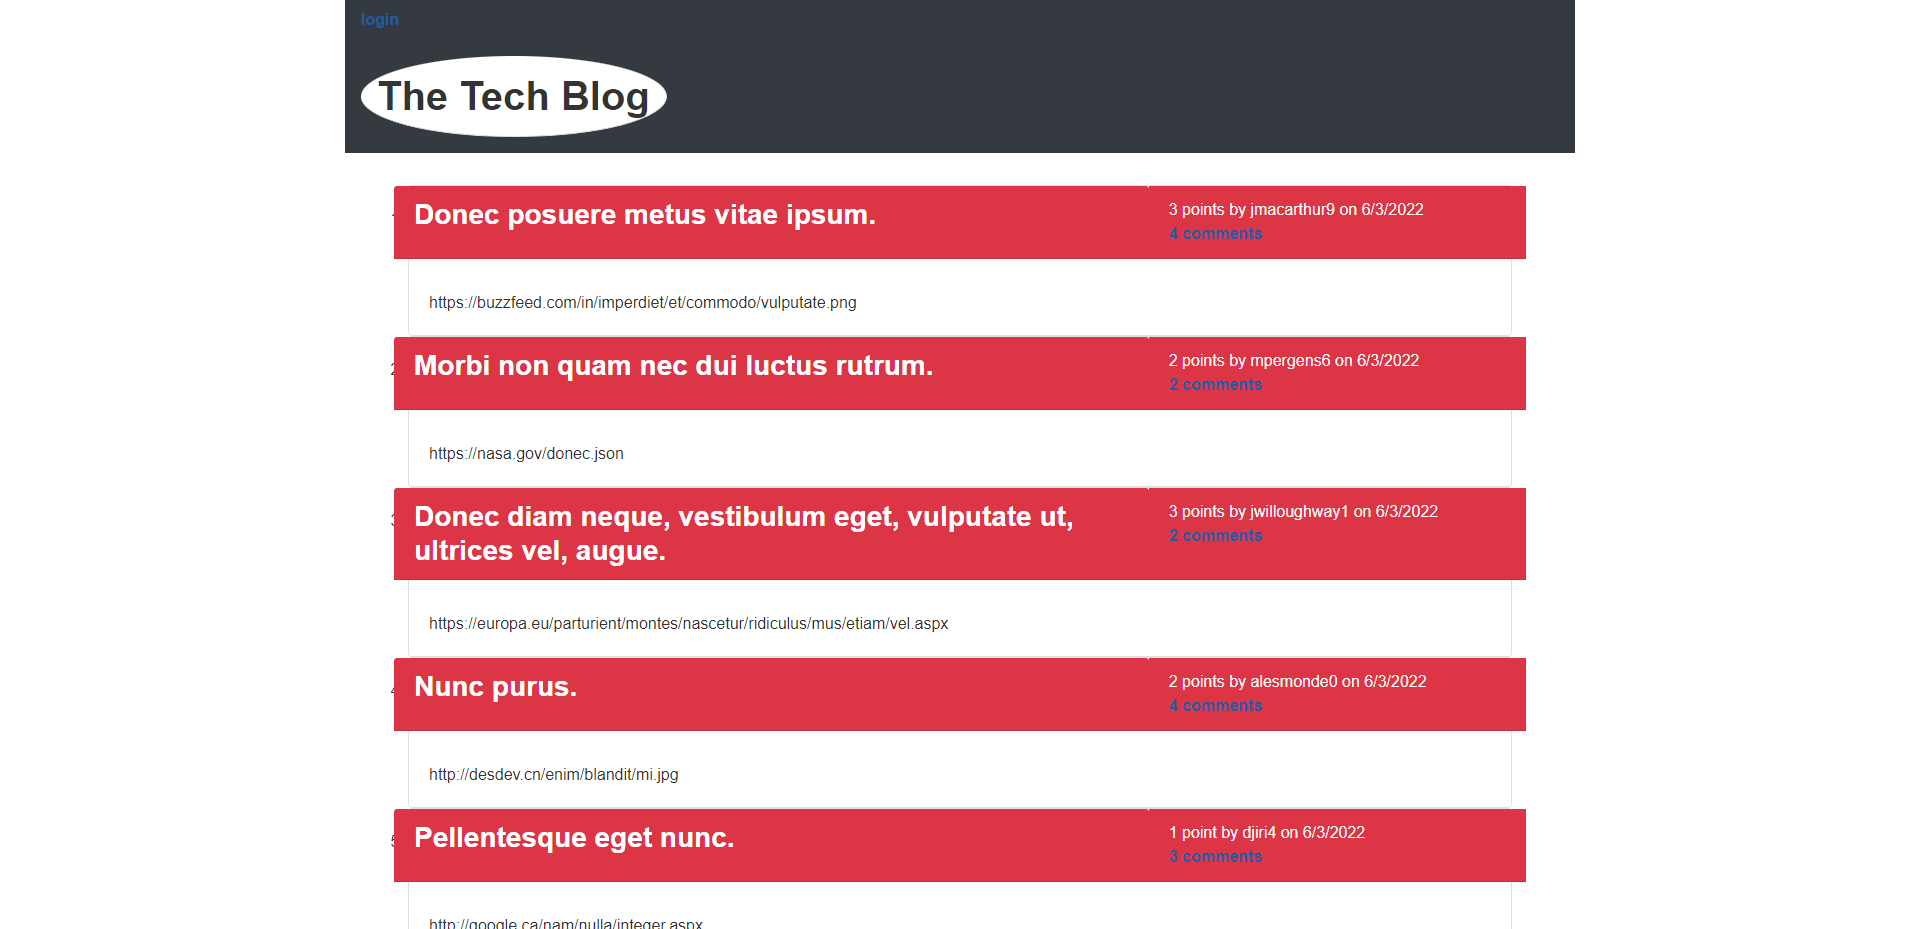 login
The Tech Blog
Donec posuere metus vitae ipsum.
3 points by jmacarthur9 on 6/3/2022
4 comments
https://buzzfeed.com/in/imperdiet/et/commodo/vulputate.png
Morbi non quam nec dui luctus rutrum.
2 points by mpergens6 on 6/3/2022
2 comments
https://nasa.gov/donec.json
Donec diam neque, vestibulum eget, vulputate ut,
ultrices vel, augue.
3 points by jwilloughway1 on 6/3/2022
2 comments
https://europa.eu/parturient/montes/nascetur/ridiculus/mus/etiam/vel.aspx
Nunc purus.
2 points by alesmonde0 on 6/3/2022
4 comments
http://desdev.cn/enim/blandit/mi.jpg
Pellentesque eget nunc.
1 point by djiri4 on 6/3/2022
3 comments
http://google.ca/nam/nulla/integer.aspx